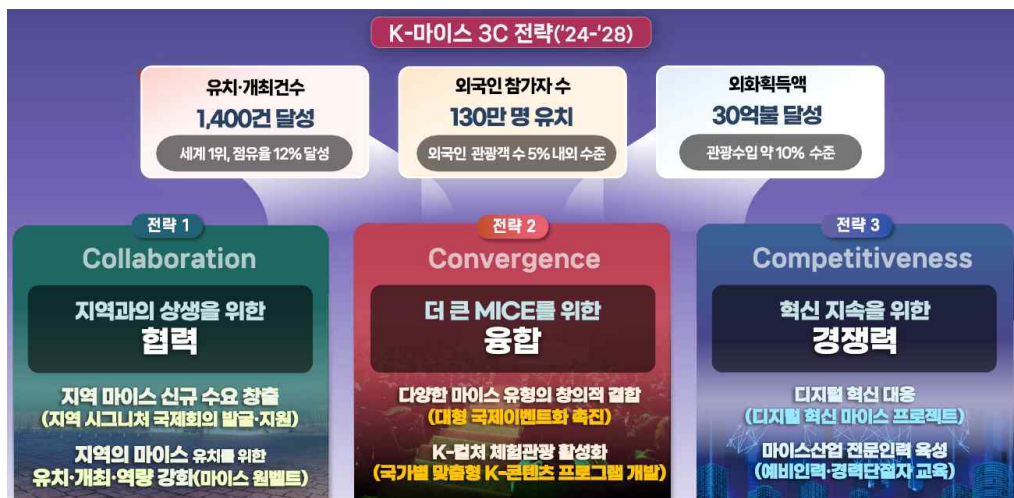 K-마이스 3C 전략('24-'28)
유치·개최건수
1,400건 달성
세계 1위, 점유율 12% 달성
외국인 참가자 수
130만 명 유치
외국인 관광객 수 5% 내외 수준
외화획득액
30억불 달성
관광수입 약 10% 수준
전략 1
Collaboration
지역과의 상생을 위한
협력
지역 마이스 신규 수요 창출
(지역 시그니처 국제회의 발굴·지원)
지역의 마이스 유치를 위한
유치·개최·역량 강화(마이스 원벨트)
전략 2
Convergence
더 큰 MICE를 위한
융합
다양한 마이스 유형의 창의적 결합
(대형 국제이벤트화 촉진)
K-컬처 체험관광 활성화
(국가별 맞춤형 K-콘텐츠 프로그램 개발)
전략 3
Competitiveness
혁신 지속을 위한
경쟁력
디지털 혁신 대응
(디지털 혁신 마이스 프로젝트)
마이스산업 전문인력 육성
(예비인력·경력단절자 교육)